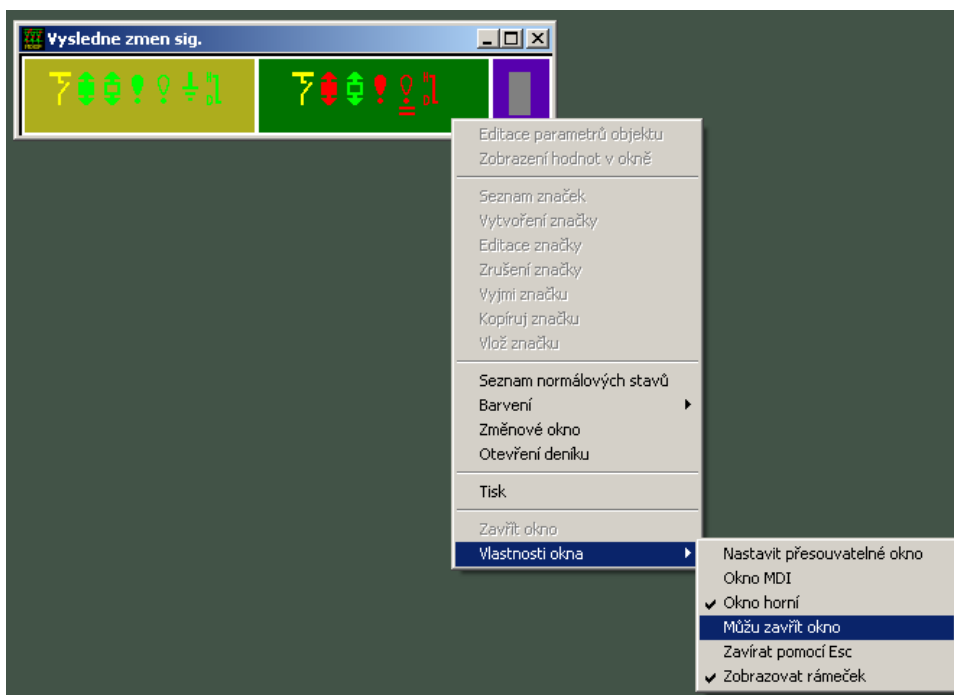 Vysledne zmen sig.
Editace parametrů objektu
Zobrazení hodnot v okně
Seznam značek
Vytvoření značky
Editace značky
Zrušení značky
Vyjmi značku
Kopíruj značku
Vlož značku
Seznam normálových stavů
Barvení
Změnové okno
Otevření deníku
Tisk
Zavřít okno
Vlastnosti okna
Nastavit přesouvatelné okno
Okno MDI
Okno horní
Můžu zavřít okno
Zavírat pomocí Esc
Zobrazovat rámeček